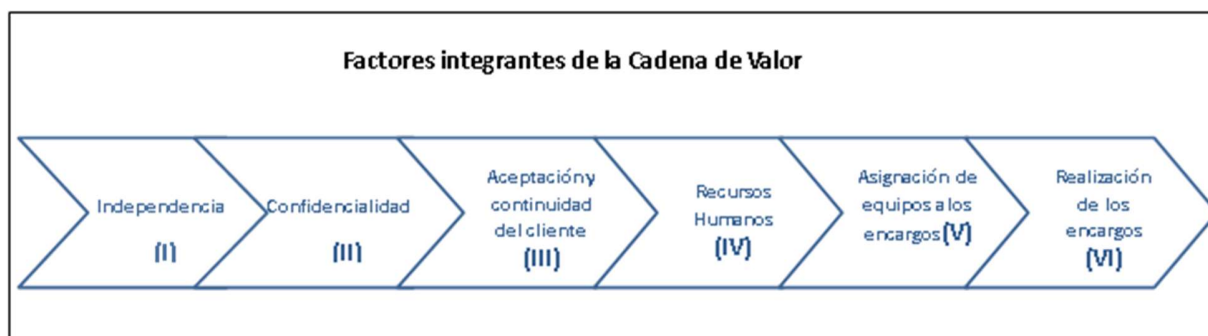 Factores integrantes de la Cadena de Valor
Independencia
(I)
Confidencialidad
(II)
Aceptación y
continuidad
del cliente
(III)
Recursos
Humanos
(IV)
Asignación de
equipos a los
encargos (V)
Realización
de los
encargos
(VI)